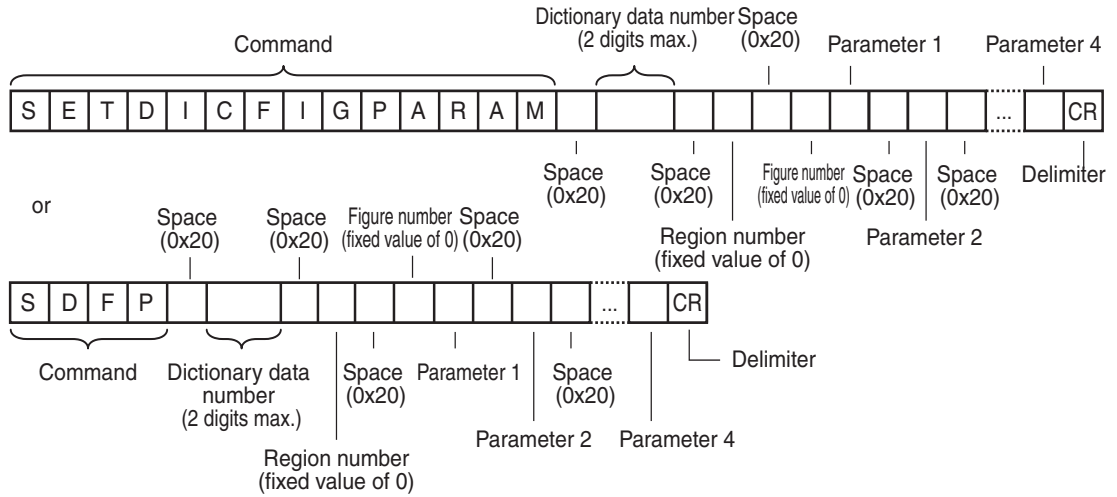 Command
Dictionary data number
(2 digits max.)
Space
(0x20)
Parameter 1
Parameter 4
S E T D I C F I G P A R A M ... CR
Space
(0x20)
Space
(0x20)
Region number
(fixed value of 0)
Figure number
(fixed value of 0)
Space
(0x20)
Parameter 2
Space
(0x20)
Delimiter
or
Space
(0x20)
Space
(0x20)
Figure number
(fixed value of 0)
Space
(0x20)
S D F P ... CR
Command
Dictionary data
number
(2 digits max.)
Region number
(fixed value of 0)
Space
(0x20)
Parameter 1
Parameter 2
Space
(0x20)
Parameter 4
Delimiter